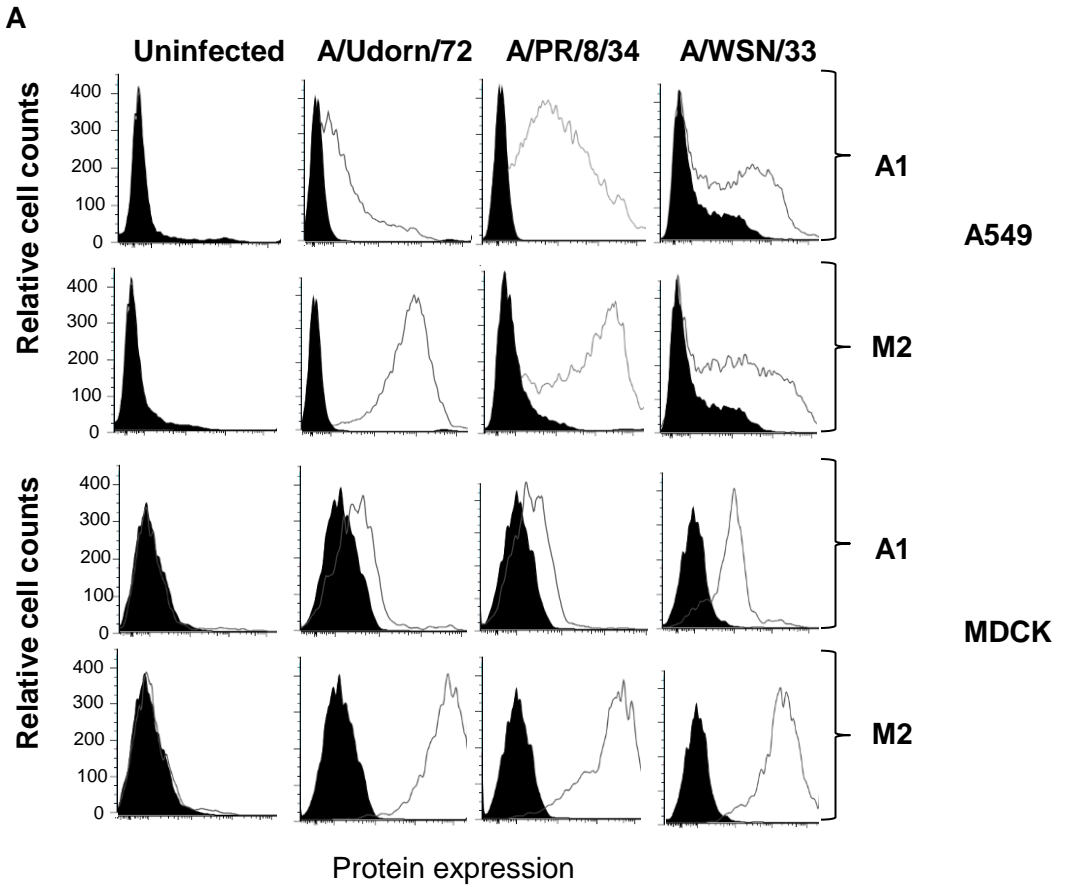 A
Uninfected A/Udorn/72 A/PR/8/34 A/WSN/33
Relative cell counts
400
300
200
100
0
A1
A549
400
300
200
100
0
M2
Relative cell counts
400
300
200
100
0
A1
MDCK
400
300
200
100
0
M2
Protein expression